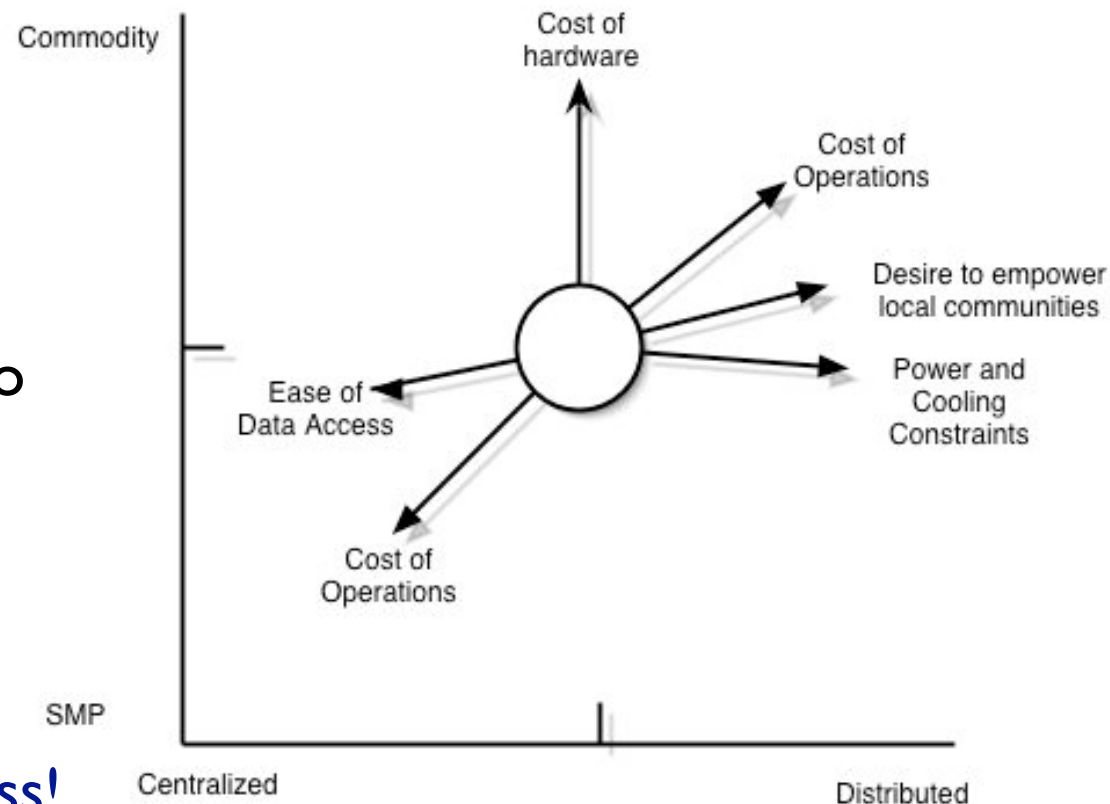 Commodity
Cost of
hardware
Cost of
Operations
Desire to empower
local communities
o
Ease of
Data Access
Power and
Cooling
Constraints
Cost of
Operations
SMP
Centralized
Distributed
ss!